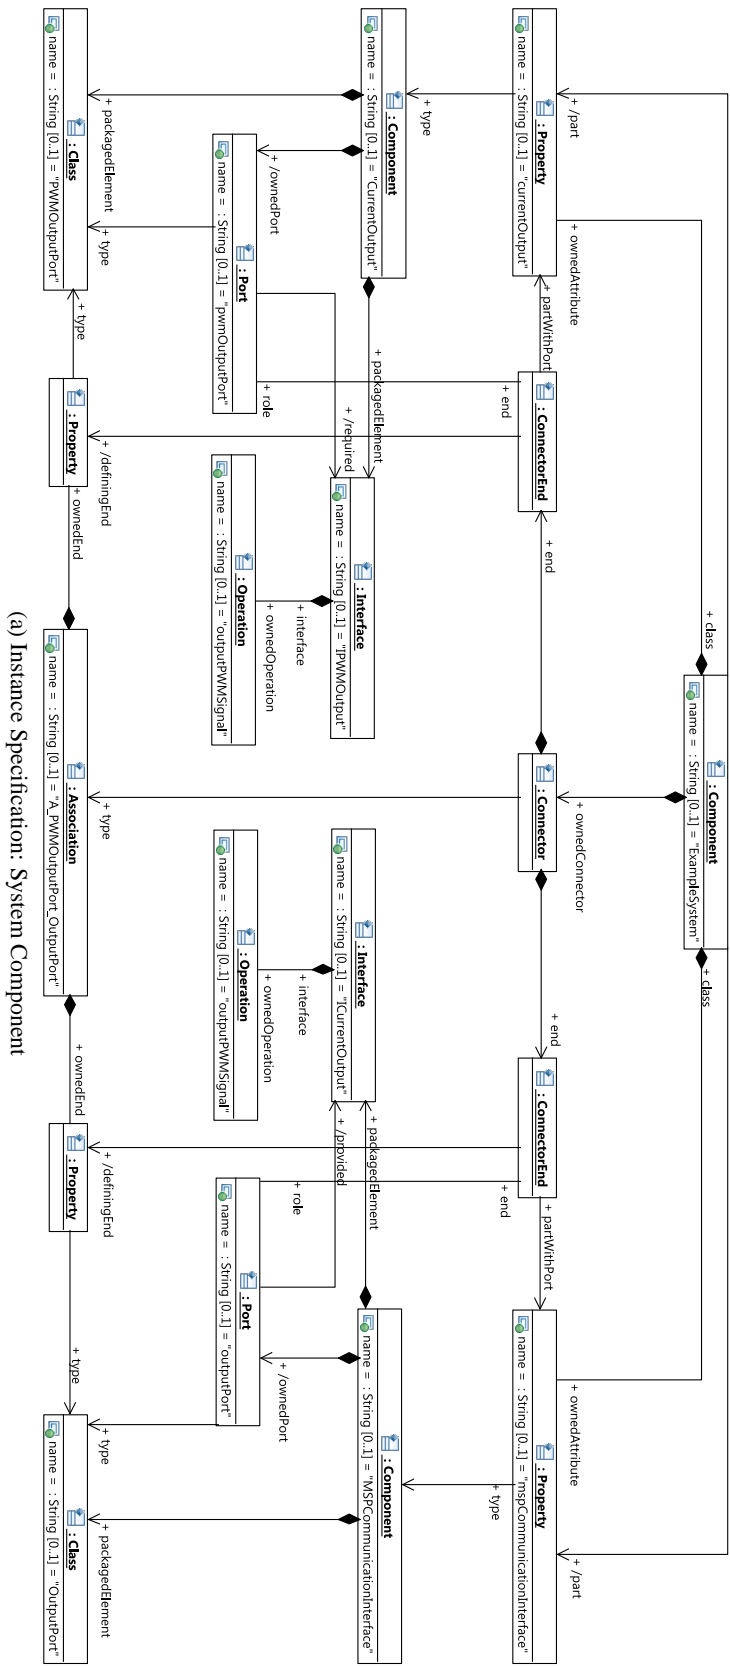 : Component
name = : String [0..1] = "ExampleSystem"
+ class
+ class
+ /part
+ ownedAttribute
+ ownedConnector
+ ownedAttribute
+ /part
: Property
name = : String [0..1] = "currentOutput"
+ partWithPort
: ConnectorEnd
+ end
: Connector
+ end
: ConnectorEnd
+ partWithPort
: Property
name = : String [0..1] = "mspCommunicationInterface"
+ type
+ end
+ end
+ type
: Component
name = : String [0..1] = "CurrentOutput"
+ packagedElement
+ /required
: Interface
name = : String [0..1] = "IPWMOutput"
: Interface
name = : String [0..1] = "ICurrentOutput"
+ packagedElement
+ /provided
: Component
name = : String [0..1] = "MSPCommunicationInterface"
+ /ownedPort
+ role
+ interface
+ ownedOperation
+ interface
+ ownedOperation
+ role
+ /ownedPort
: Port
name = : String [0..1] = "pwmOutputPort"
: Operation
name = : String [0..1] = "outputPWMSignal"
: Operation
name = : String [0..1] = "outputPWMSignal"
: Port
name = : String [0..1] = "outputPort"
+ packagedElement
+ type
+ /definingEnd
+ type
+ /definingEnd
+ type
+ packagedElement
: Class
name = : String [0..1] = "PWMOutputPort"
+ type
: Property
+ ownedEnd
: Association
name = : String [0..1] = "A_PWMOutputPort_OutputPort"
+ ownedEnd
: Property
+ type
: Class
name = : String [0..1] = "OutputPort"
(a) Instance Specification: System Component